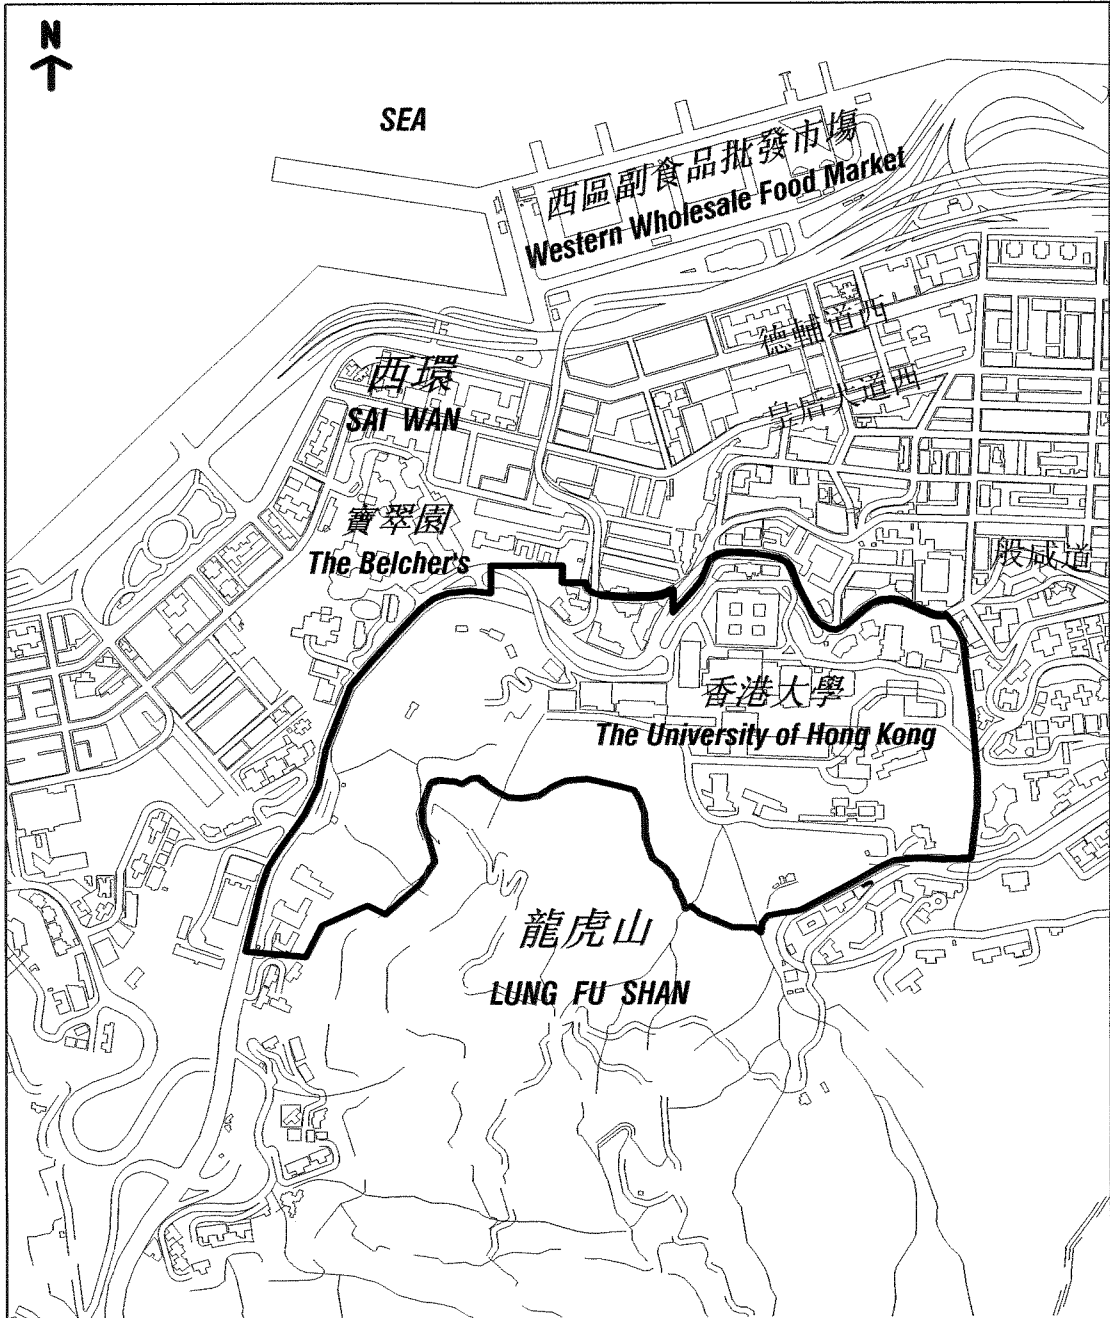 N
SEA
西區副食品批發市場
Western Wholesale Food Market
德輔道西
西環
SAI WAN
皇后大道西
寶翠園
The Belcher's
般咸道
香港大學
The University of Hong Kong
龍虎山
LUNG FU SHAN